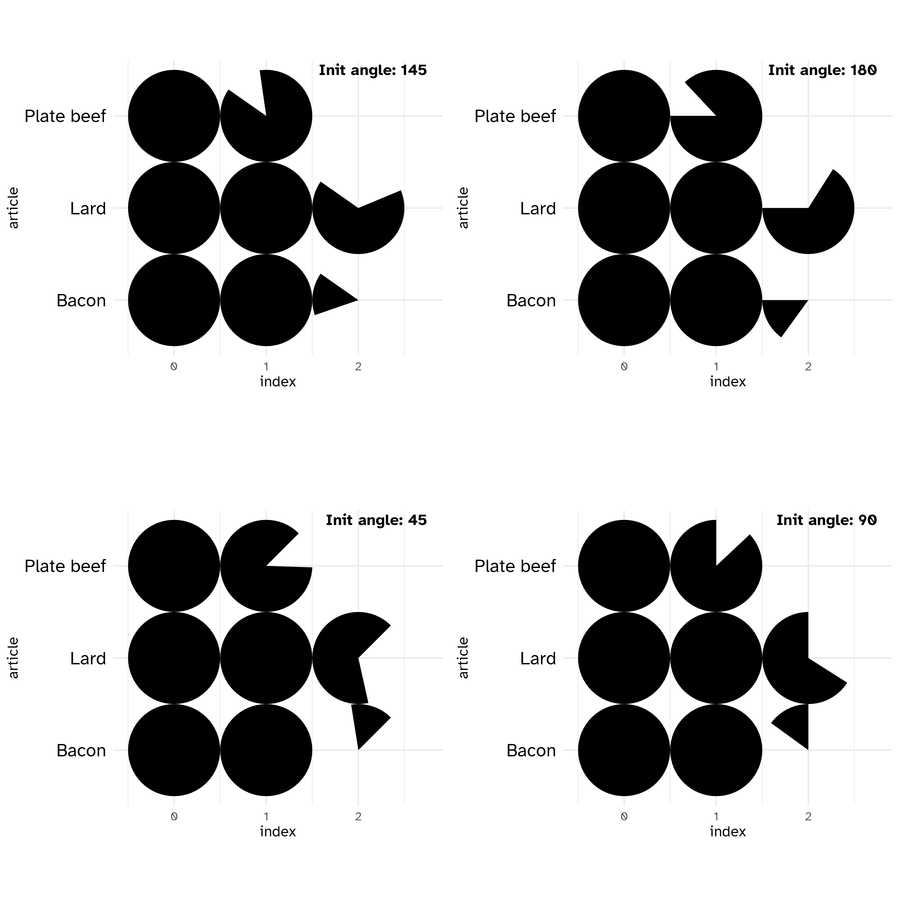 Init angle: 145
Plate beef
Lard
Bacon
article
0 1 2
index
Init angle: 180
Plate beef
Lard
Bacon
article
0 1 2
index
Init angle: 45
Plate beef
Lard
Bacon
article
0 1 2
index
Init angle: 90
Plate beef
Lard
Bacon
article
0 1 2
index